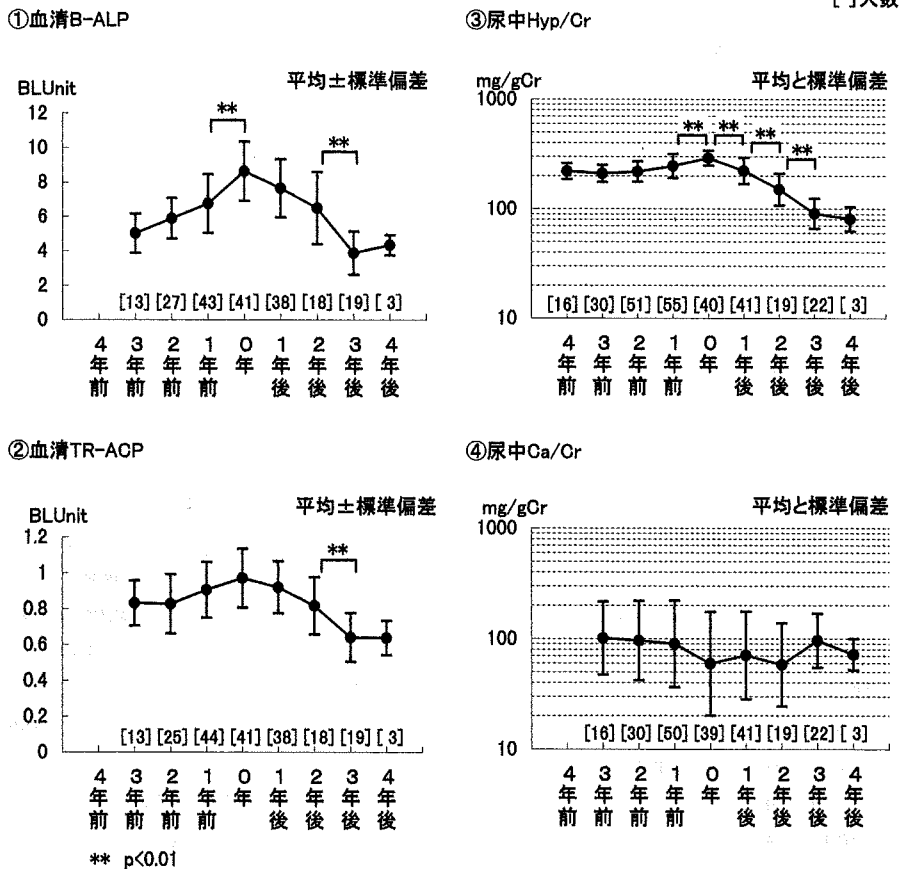 [ ]人数
①血清B-ALP
BLUnit
平均±標準偏差
12
10
8
6
4
2
0
**
**
[13] [27] [43] [41] [38] [18] [19] [ 3]
4年前 3年前 2年前 1年前 0年 1年後 2年後 3年後 4年後
③尿中Hyp/Cr
mg/gCr
平均と標準偏差
1000
100
10
** ** ** **
[16] [30] [51] [55] [40] [41] [19] [22] [ 3]
4年前 3年前 2年前 1年前 0年 1年後 2年後 3年後 4年後
②血清TR-ACP
BLUnit
平均±標準偏差
1.2
1
0.8
0.6
0.4
0.2
0
**
[13] [25] [44] [41] [38] [18] [19] [ 3]
4年前 3年前 2年前 1年前 0年 1年後 2年後 3年後 4年後
** p<0.01
④尿中Ca/Cr
mg/gCr
平均と標準偏差
1000
100
10
[16] [30] [50] [39] [41] [19] [22] [ 3]
4年前 3年前 2年前 1年前 0年 1年後 2年後 3年後 4年後